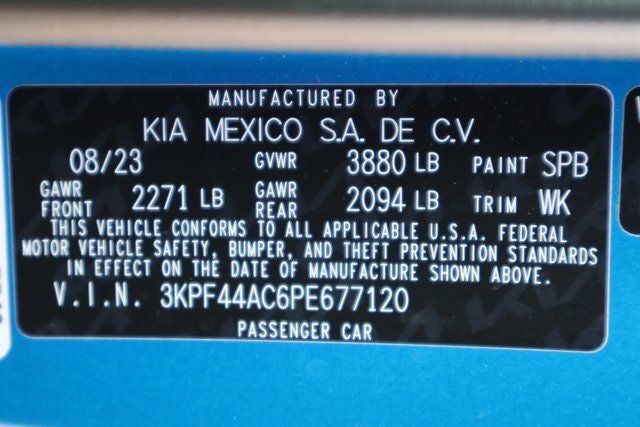 MANUFACTURED BY
KIA MEXICO S.A. DE C.V.
08/23 GVWR 3880 LB PAINT SPB
GAWR FRONT 2271 LB GAWR REAR 2094 LB TRIM WK
THIS VEHICLE CONFORMS TO ALL APPLICABLE U.S.A. FEDERAL
MOTOR VEHICLE SAFETY, BUMPER, AND THEFT PREVENTION STANDARDS
IN EFFECT ON THE DATE OF MANUFACTURE SHOWN ABOVE.
V.I.N. 3KPF44AC6PE677120
PASSENGER CAR